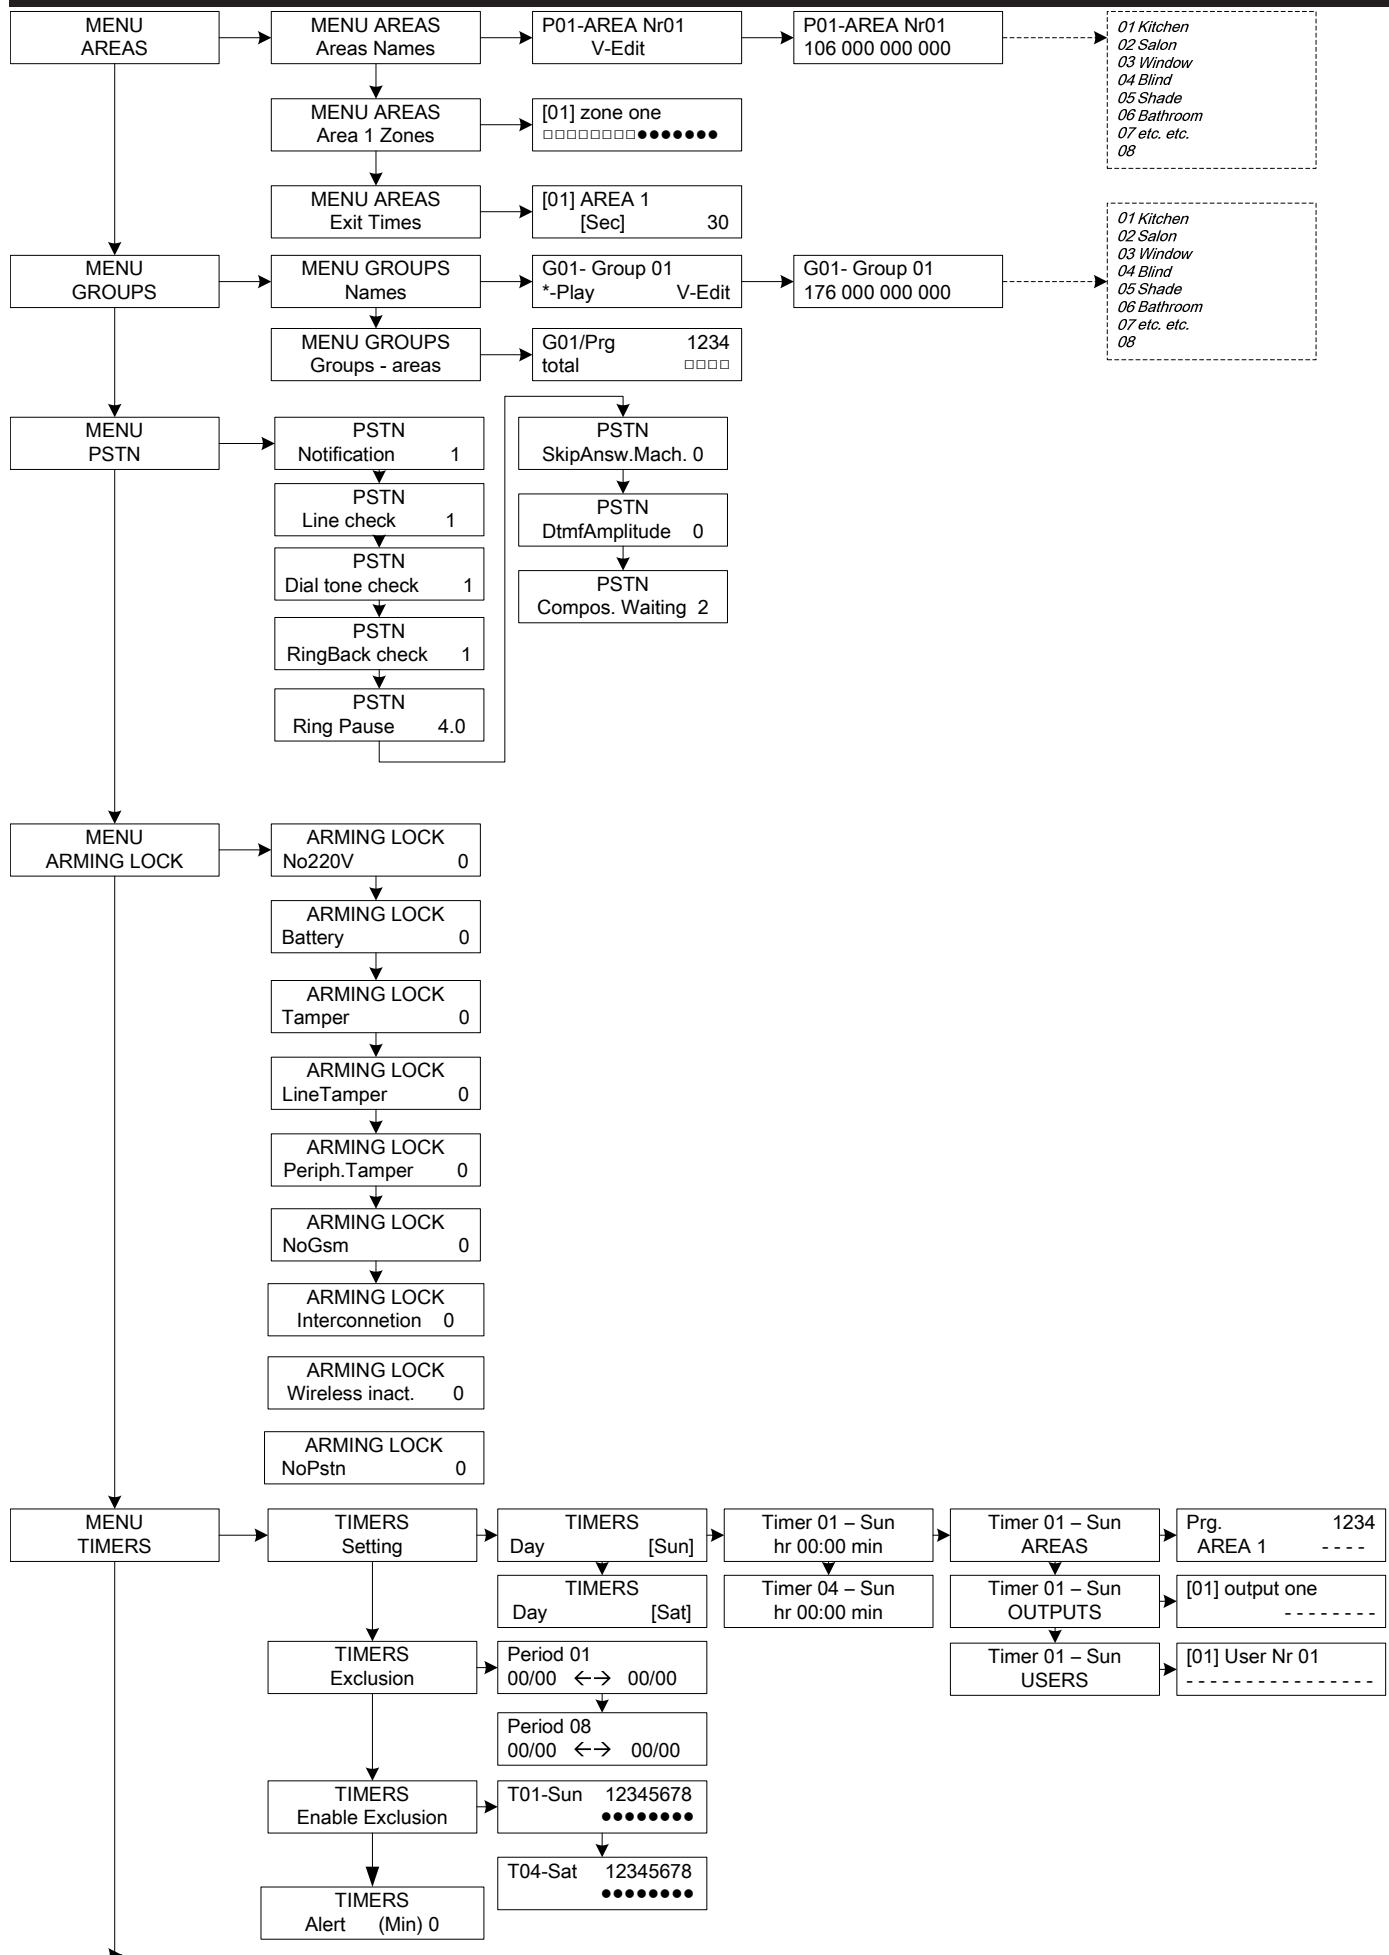 MENU
AREAS
MENU AREAS
Areas Names
P01-AREA Nr01
V-Edit
P01-AREA Nr01
106 000 000 000
01 Kitchen
02 Salon
03 Window
04 Blind
05 Shade
06 Bathroom
07 etc. etc.
08
MENU AREAS
Area 1 Zones
[01] zone one
□□□□□□□□●●●●●●●
MENU AREAS
Exit Times
[01] AREA 1
[Sec] 30
MENU
GROUPS
MENU GROUPS
Names
G01- Group 01
*-Play V-Edit
G01- Group 01
176 000 000 000
01 Kitchen
02 Salon
03 Window
04 Blind
05 Shade
06 Bathroom
07 etc. etc.
08
MENU GROUPS
Groups - areas
G01/Prg 1234
total □□□□
MENU
PSTN
PSTN
Notification 1
PSTN
Line check 1
PSTN
Dial tone check 1
PSTN
RingBack check 1
PSTN
Ring Pause 4.0
PSTN
SkipAnsw.Mach. 0
PSTN
DtmfAmplitude 0
PSTN
Compos. Waiting 2
MENU
ARMING LOCK
ARMING LOCK
No220V 0
ARMING LOCK
Battery 0
ARMING LOCK
Tamper 0
ARMING LOCK
LineTamper 0
ARMING LOCK
Periph.Tamper 0
ARMING LOCK
NoGsm 0
ARMING LOCK
Interconnetion 0
ARMING LOCK
Wireless inact. 0
ARMING LOCK
NoPstn 0
MENU
TIMERS
TIMERS
Setting
TIMERS
Day [Sun]
Timer 01 – Sun
hr 00:00 min
Timer 01 – Sun
AREAS
Prg. 1234
AREA 1 - - - -
TIMERS
Day [Sat]
Timer 04 – Sun
hr 00:00 min
Timer 01 – Sun
OUTPUTS
[01] output one
- - - - - - - -
Timer 01 – Sun
USERS
[01] User Nr 01
- - - - - - - - - - - - - - - -
TIMERS
Exclusion
Period 01
00/00 ←→ 00/00
Period 08
00/00 ←→ 00/00
TIMERS
Enable Exclusion
T01-Sun 12345678
●●●●●●●●
T04-Sat 12345678
●●●●●●●●
TIMERS
Alert (Min) 0